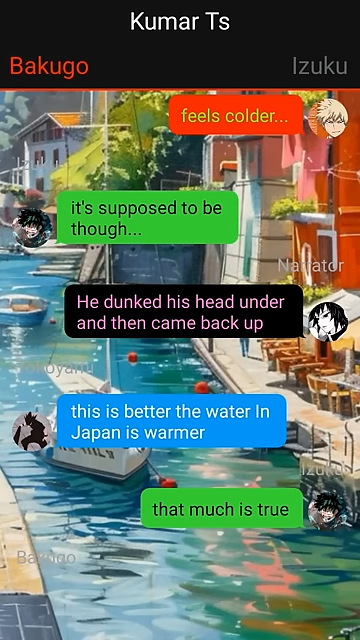 Kumar Ts
Bakugo
Izuku
feels colder...
it's supposed to be
though...
Narrator
He dunked his head under
and then came back up
this is better the water In
Japan is warmer
Izuku
that much is true
Bakugo